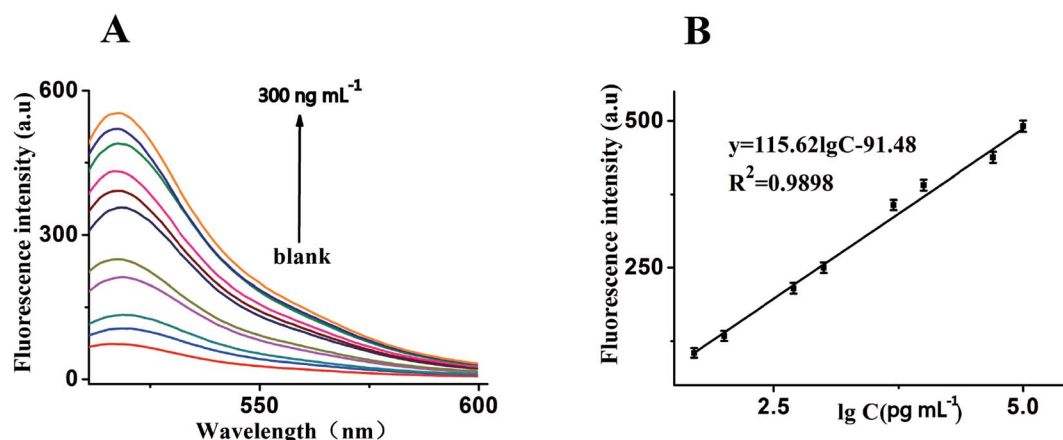 A
Fluorescence intensity (a.u)
600
300
0
300 ng mL⁻¹
blank
550
600
Wavelength (nm)
B
Fluorescence intensity (a.u)
500
250
y=115.62lgC-91.48
R²=0.9898
2.5
5.0
lg C(pg mL⁻¹)